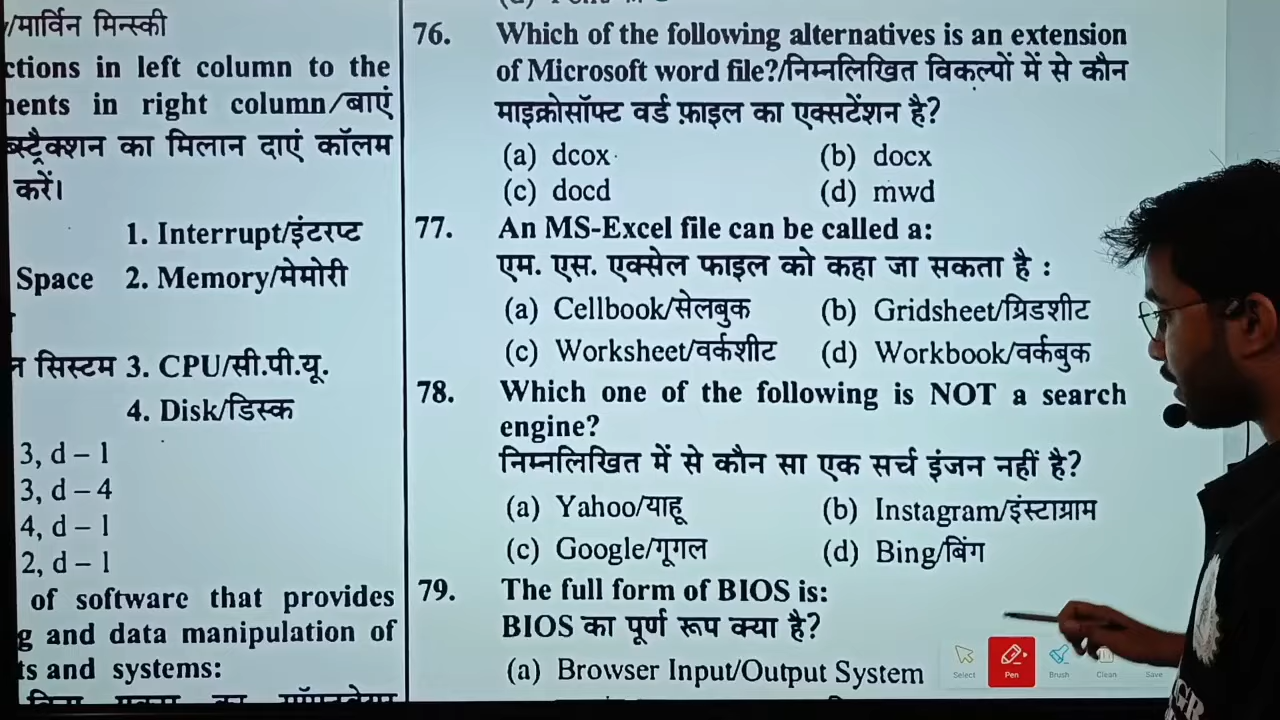 /मार्विन मिन्स्की
ctions in left column to the
nents in right column/बाएं
ब्स्ट्रैक्शन का मिलान दाएं कॉलम
करें।
1. Interrupt/इंटरप्ट
Space 2. Memory/मेमोरी
न सिस्टम 3. CPU/सी.पी.यू.
4. Disk/डिस्क
3, d – 1
3, d – 4
4, d – 1
2, d – 1
of software that provides
g and data manipulation of
ts and systems:
76. Which of the following alternatives is an extension
of Microsoft word file?/निम्नलिखित विकल्पों में से कौन
माइक्रोसॉफ्ट वर्ड फ़ाइल का एक्सटेंशन है?
(a) dcox (b) docx
(c) docd (d) mwd
77. An MS-Excel file can be called a:
एम. एस. एक्सेल फाइल को कहा जा सकता है :
(a) Cellbook/सेलबुक (b) Gridsheet/ग्रिडशीट
(c) Worksheet/वर्कशीट (d) Workbook/वर्कबुक
78. Which one of the following is NOT a search
engine?
निम्नलिखित में से कौन सा एक सर्च इंजन नहीं है?
(a) Yahoo/याहू (b) Instagram/इंस्टाग्राम
(c) Google/गूगल (d) Bing/बिंग
79. The full form of BIOS is:
BIOS का पूर्ण रूप क्या है?
(a) Browser Input/Output System
Select Pen Brush Clean Save